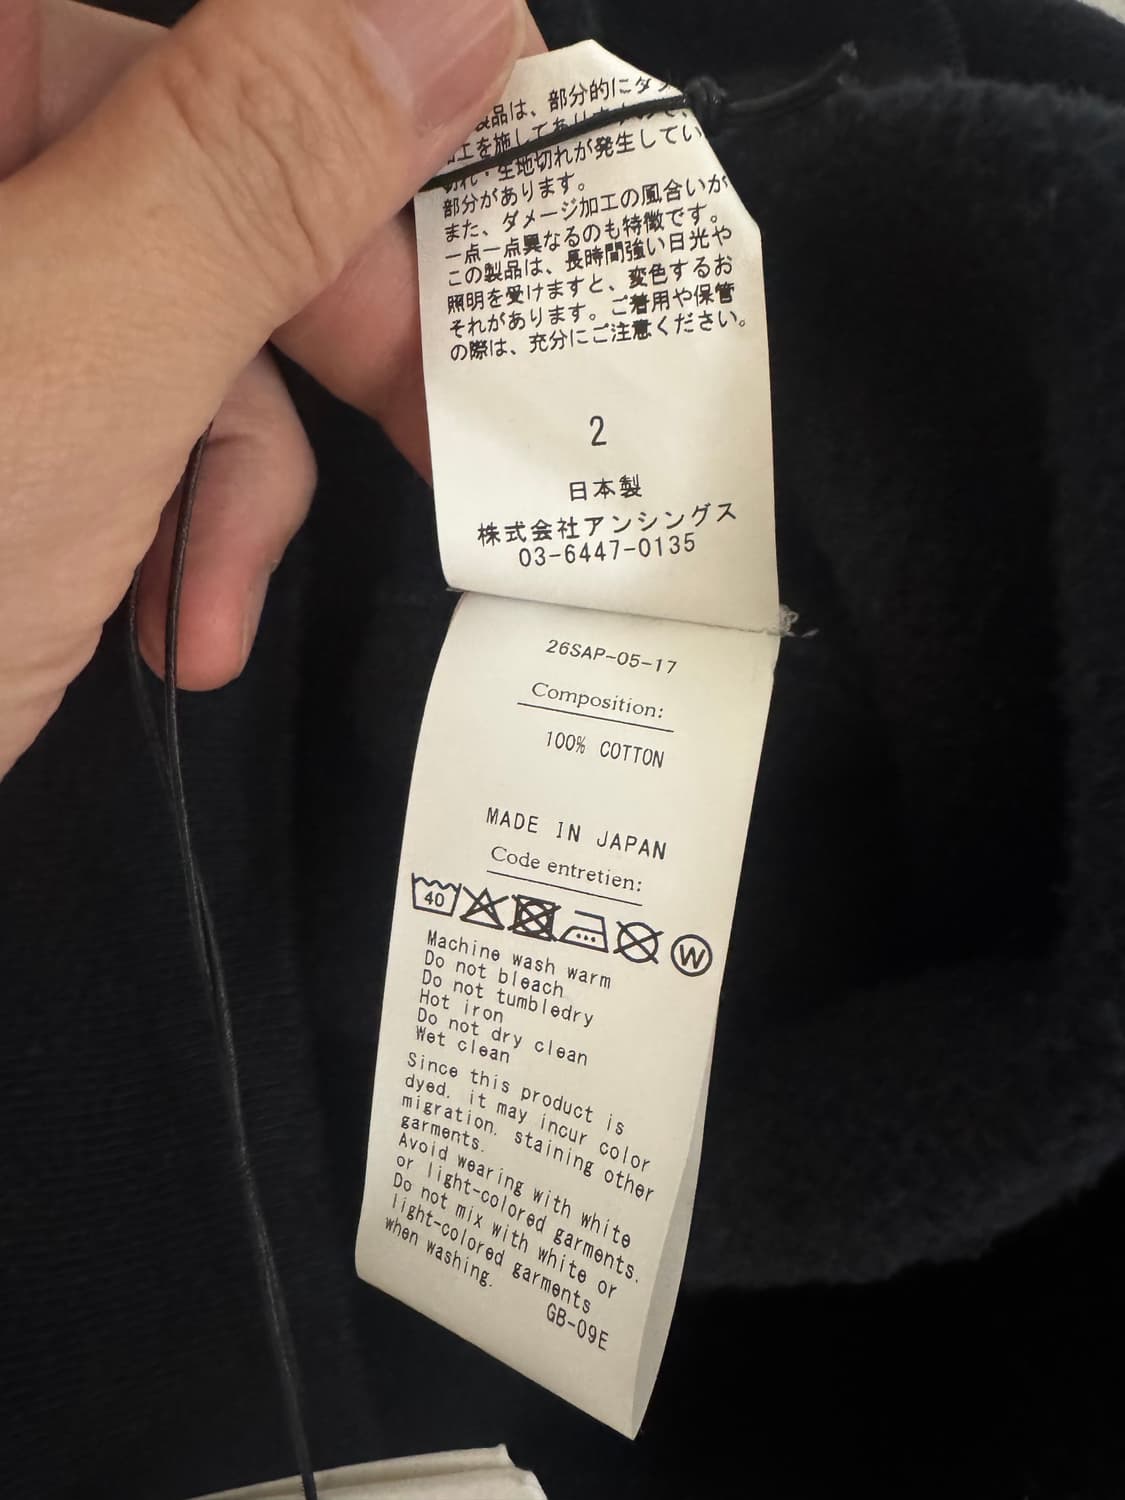 製品は、部分的にダ
工を施してあります
切れ・生地切れが発生してい
部分があります。
また、ダメージ加工の風合いが
一点一点異なるのも特徴です。
この製品は、長時間強い日光や
照明を受けますと、変色するお
それがあります。ご着用や保管
の際は、充分にご注意ください。
2
日本製
株式会社アンシングス
03-6447-0135
26SAP-05-17
Composition:
100% COTTON
MADE IN JAPAN
Code entretien:
40 W
Machine wash warm
Do not bleach
Do not tumbledry
Hot iron
Do not dry clean
Wet clean
Since this product is
dyed, it may incur color
migration, staining other
garments.
Avoid wearing with white
or light-colored garments.
Do not mix with white or
light-colored garments
when washing.
GB-09E